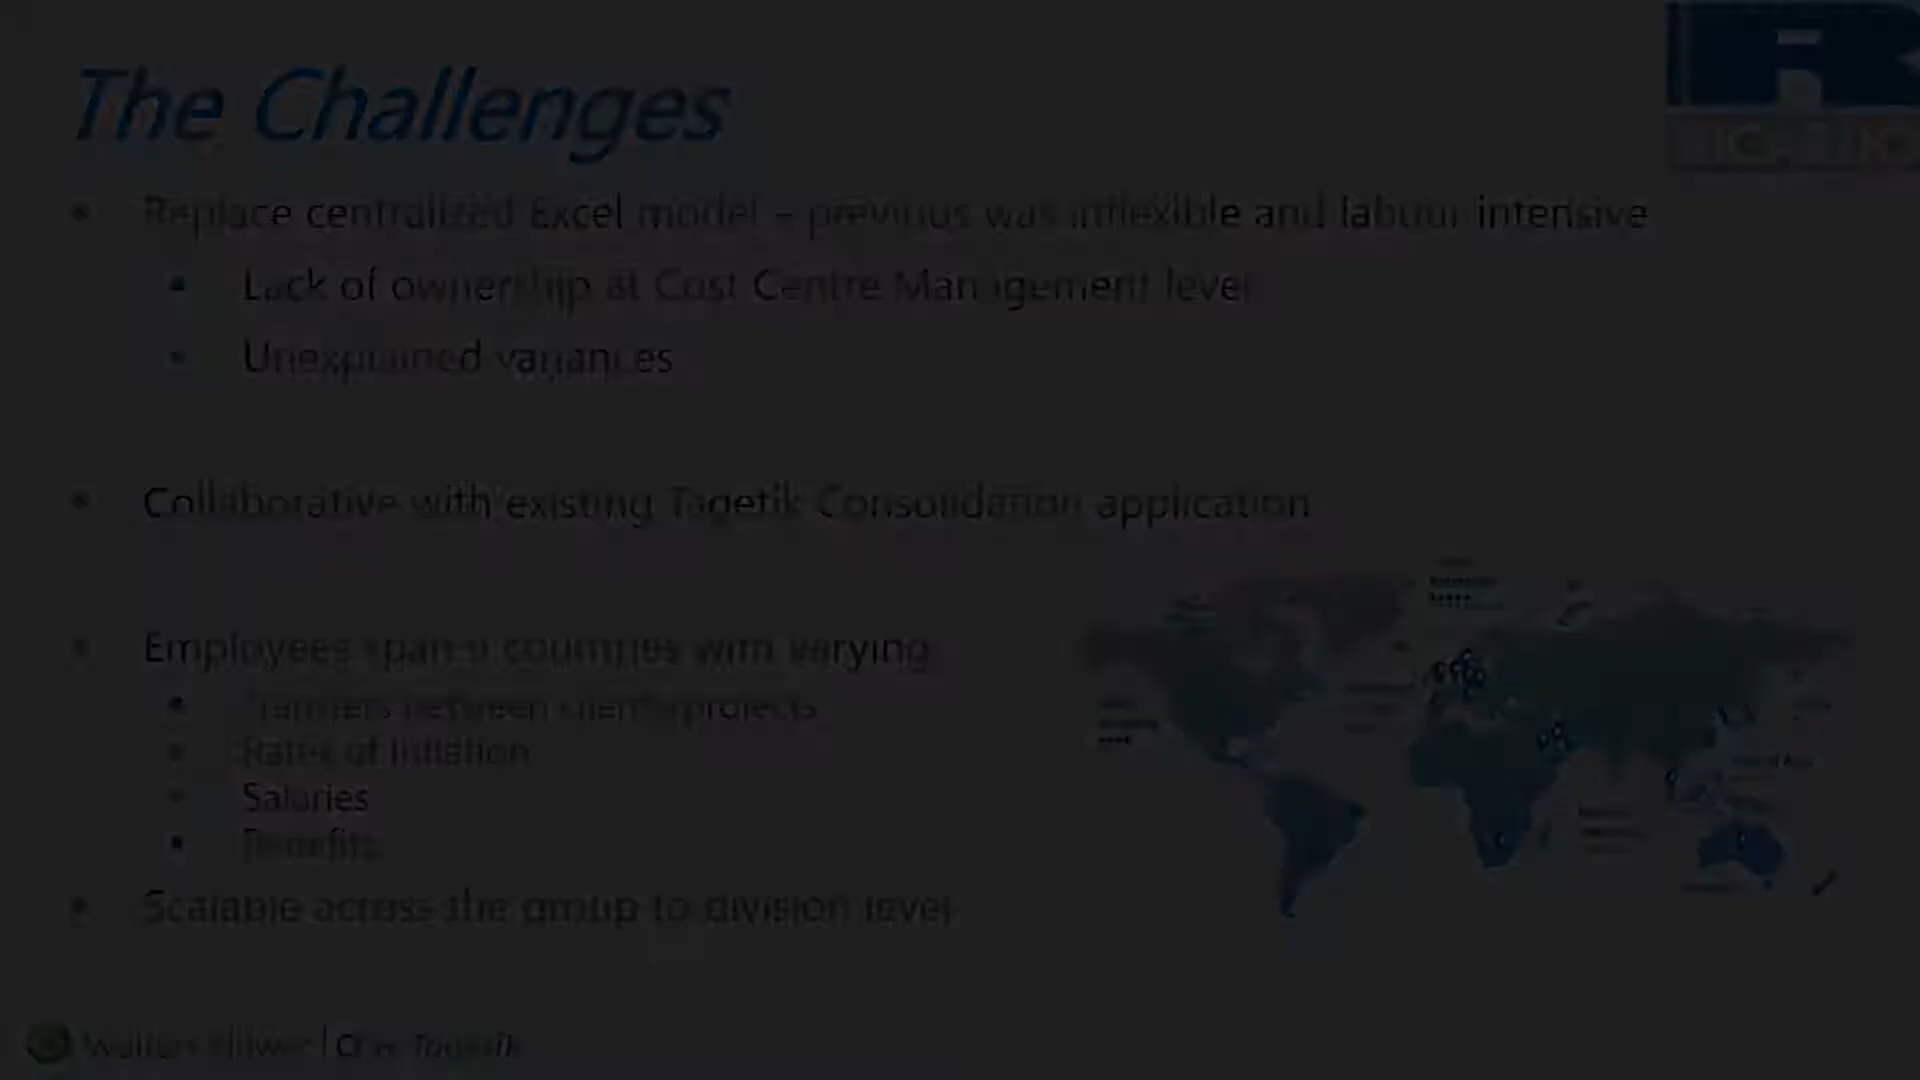 The Challenges
RICARDO
• Replace centralized Excel model – previous was inflexible and labour intensive
• Lack of ownership at Cost Centre Management level
• Unexplained variances
• Collaborative with existing Tagetik Consolidation application
• Employees span countries with varying
• Transfers between clients/projects
• Rates of Inflation
• Salaries
• Benefits
• Scalable across the group to division level
Wolters Kluwer | CCH Tagetik